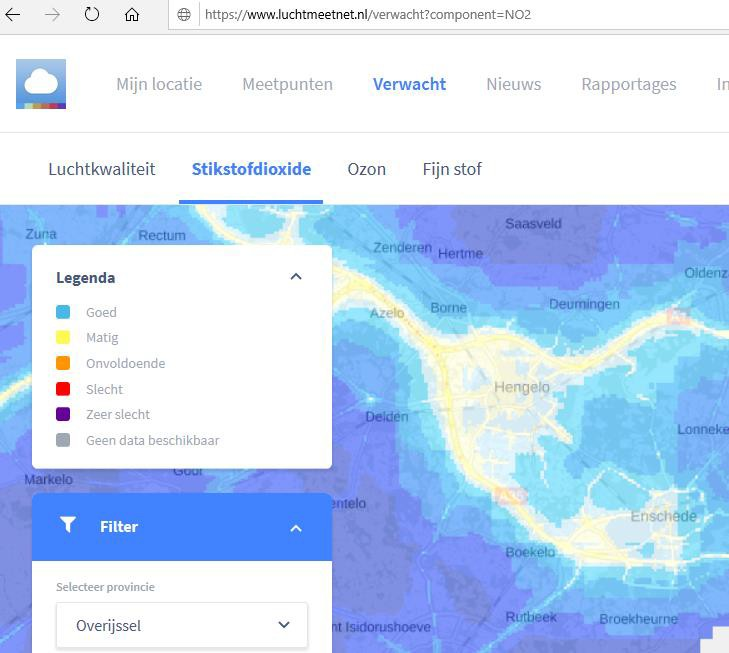 https://www.luchtmeetnet.nl/verwacht?component=NO2
Mijn locatie Meetpunten Verwacht Nieuws Rapportages In
Luchtkwaliteit Stikstofdioxide Ozon Fijn stof
Zuna Rectum Zenderen Hertme Saasveld
Oldenz
Legenda
Goed
Matig
Onvoldoende
Slecht
Zeer slecht
Geen data beschikbaar
Azelo Borne Deurningen A1
Hengelo
Delden
Lonneke
Markelo Goor
A35
entelo
Enschede
Boekelo
Filter
Selecteer provincie
Overijssel
nt Isidorushoeve Rutbeek Broekheurne